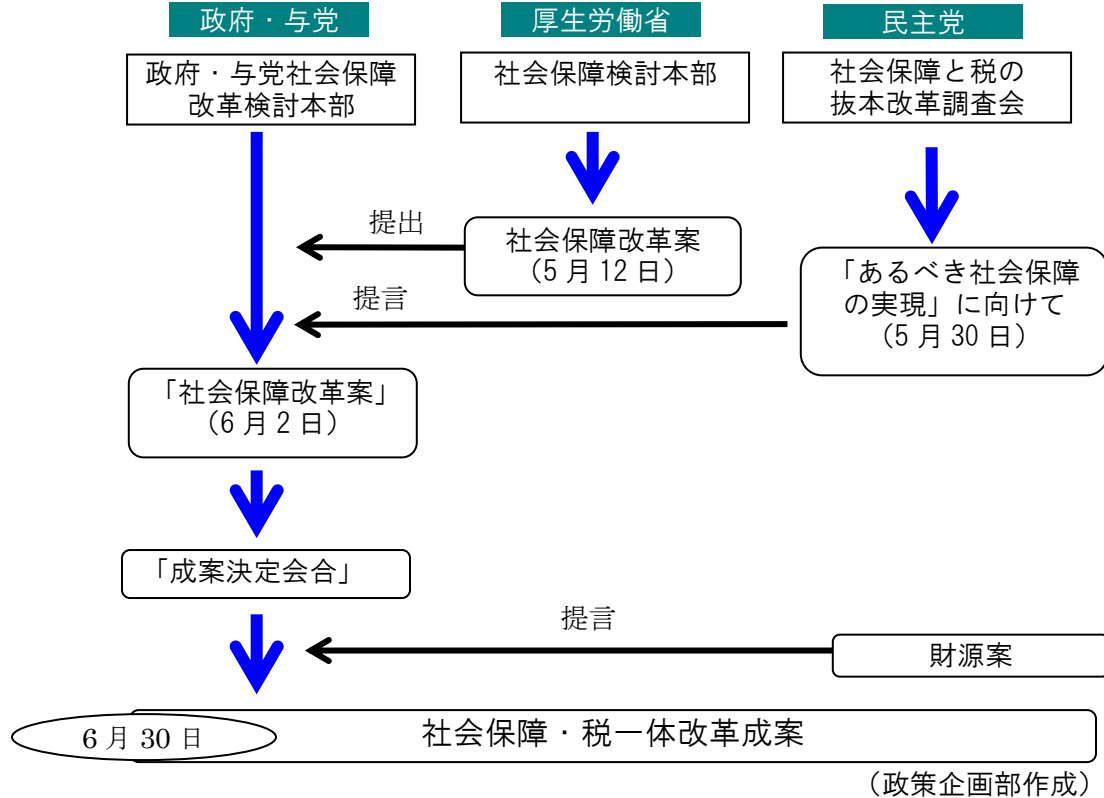 政府・与党
厚生労働省
民主党
政府・与党社会保障
改革検討本部
社会保障検討本部
社会保障と税の
抜本改革調査会
提出
社会保障改革案
(5月12日)
「あるべき社会保障
の実現」に向けて
(5月30日)
提言
「社会保障改革案」
(6月2日)
「成案決定会合」
提言
財源案
6月30日
社会保障・税一体改革成案
(政策企画部作成)